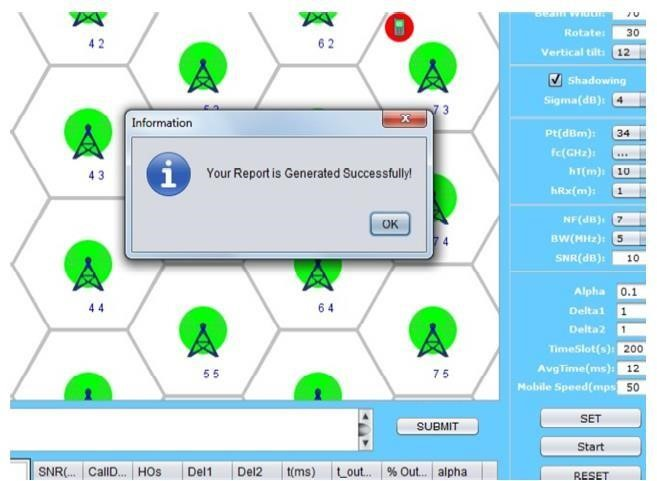 Beam Width: 70
Rotate: 30
Vertical tilt: 12
Shadowing
Sigma(dB): 4
Pt(dBm): 34
fc(GHz): ...
hT(m): 10
hRx(m): 1
NF(dB): 7
BW(MHz): 5
SNR(dB): 10
Alpha 0.1
Delta1 1
Delta2 1
TimeSlot(s): 200
AvgTime(ms): 12
Mobile Speed(mps 50
SET
Start
RESET
4 2
6 2
7 3
4 3
7 4
4 4
6 4
5 5
7 5
Information
Your Report is Generated Successfully!
OK
SUBMIT
SNR(... CallD... HOs Del1 Del2 t(ms) t_out... % Out... alpha